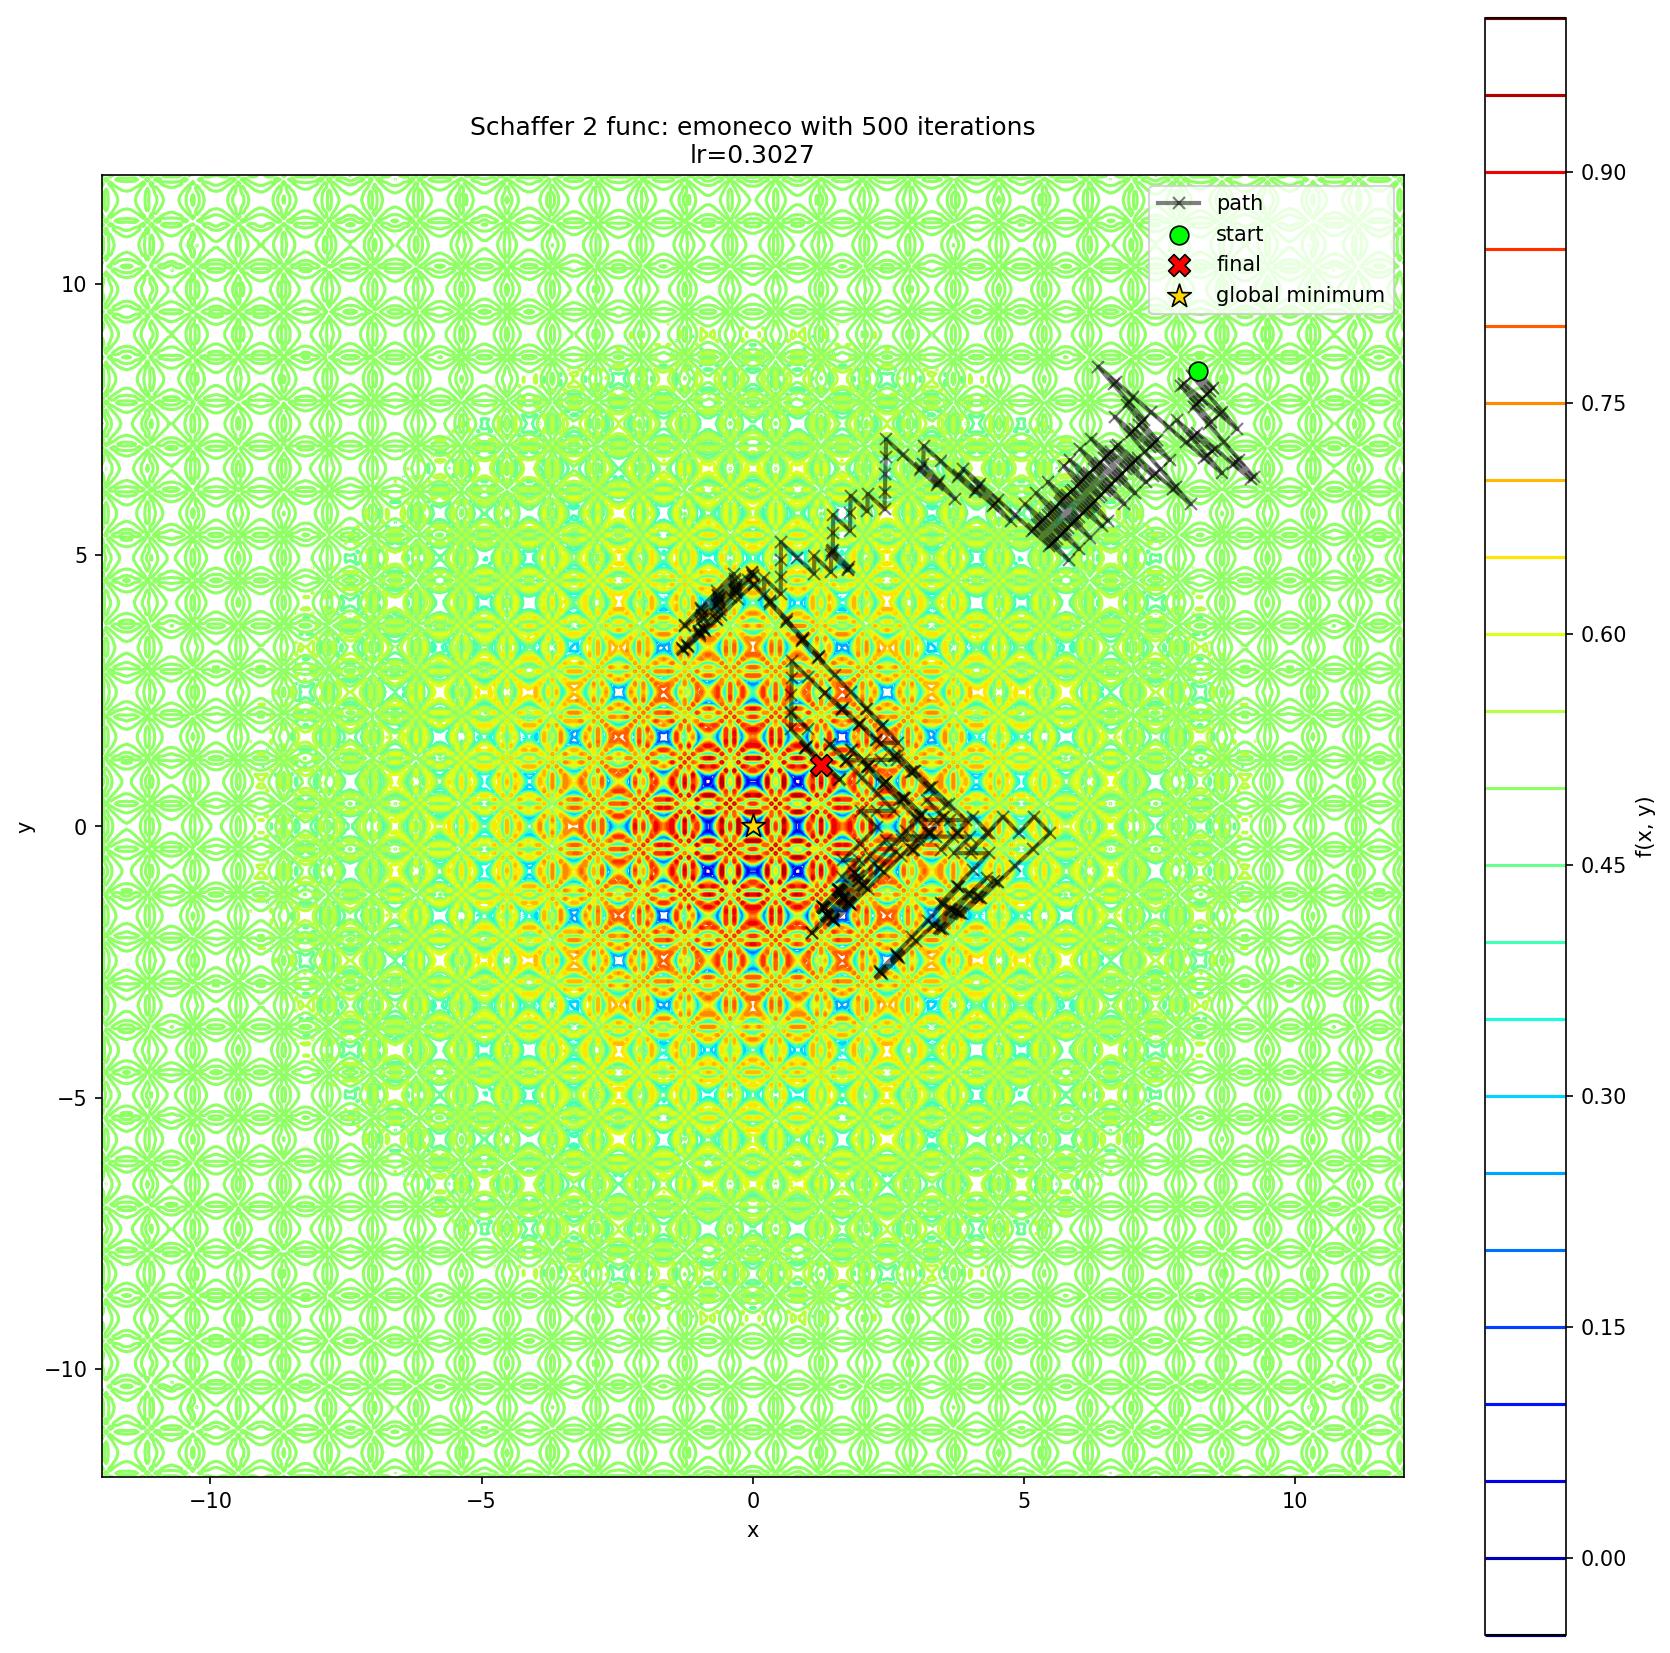 Schaffer 2 func: emoneco with 500 iterations
lr=0.3027
path
start
final
global minimum
10
5
0
−5
−10
y
−10
−5
0
5
10
x
0.90
0.75
0.60
0.45
0.30
0.15
0.00
f(x, y)